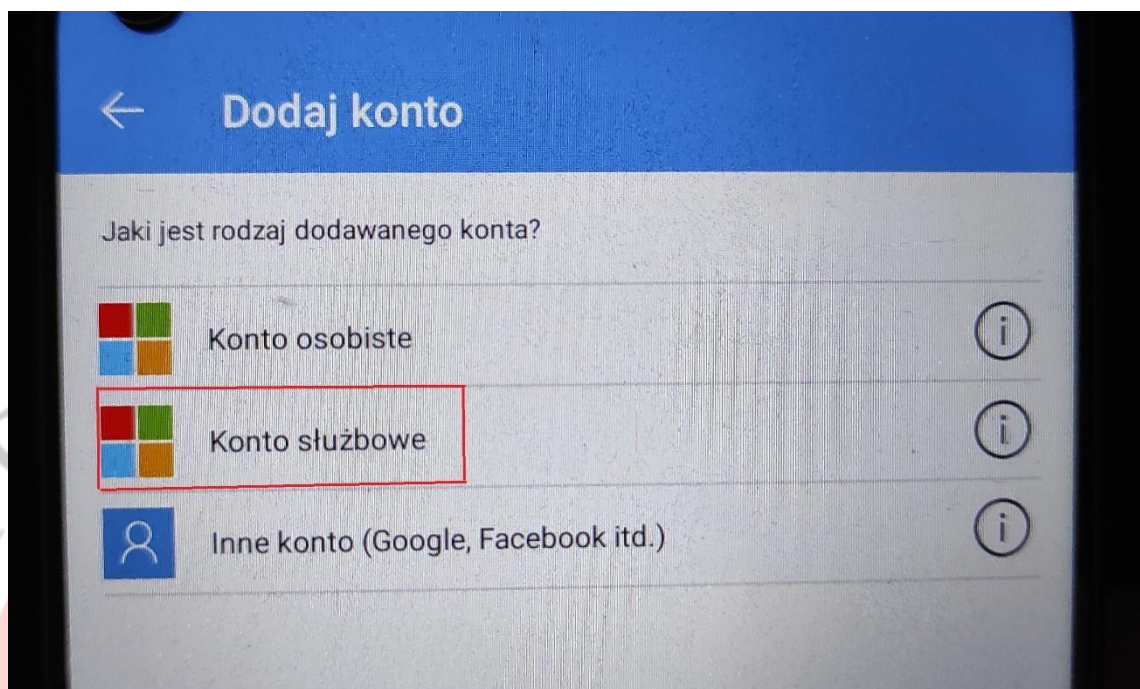 Dodaj konto
Jaki jest rodzaj dodawanego konta?
Konto osobiste
Konto służbowe
Inne konto (Google, Facebook itd.)